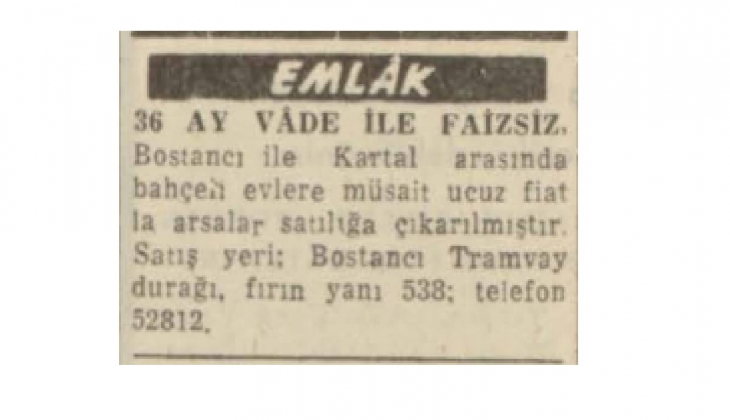 EMLÂK
36 AY VÂDE İLE FAİZSİZ.
Bostancı ile Kartal arasında
bahçeli evlere müsait ucuz fiat
la arsalar satılığa çıkarılmıştır.
Satış yeri: Bostancı Tramvay
durağı, fırın yanı 538; telefon
52812.